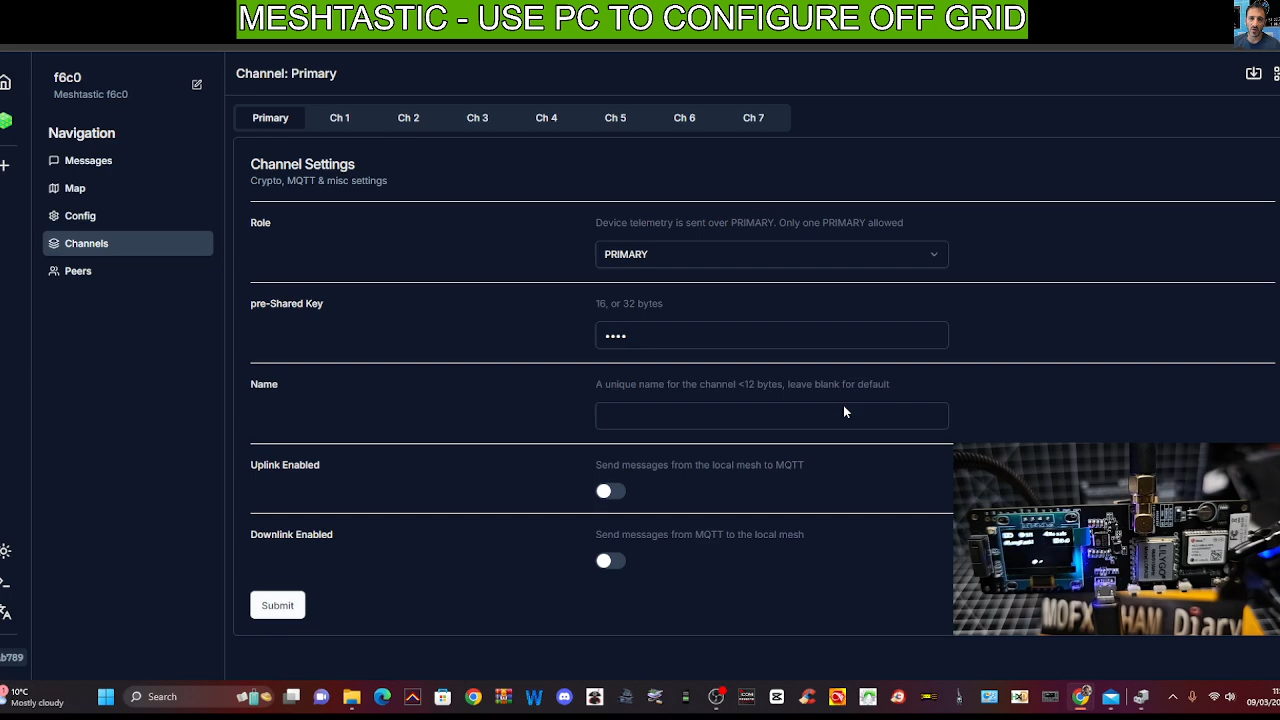 MESHTASTIC - USE PC TO CONFIGURE OFF GRID
f6c0
Meshtastic f6c0
Navigation
Messages
Map
Config
Channels
Peers
b789
Channel: Primary
Primary Ch 1 Ch 2 Ch 3 Ch 4 Ch 5 Ch 6 Ch 7
Channel Settings
Crypto, MQTT & misc settings
Role
Device telemetry is sent over PRIMARY. Only one PRIMARY allowed
PRIMARY
pre-Shared Key
16, or 32 bytes
••••
Name
A unique name for the channel <12 bytes, leave blank for default
Uplink Enabled
Send messages from the local mesh to MQTT
Downlink Enabled
Send messages from MQTT to the local mesh
Submit
LILYGO
M0FX HAM Diary
10°C
Mostly cloudy
Search